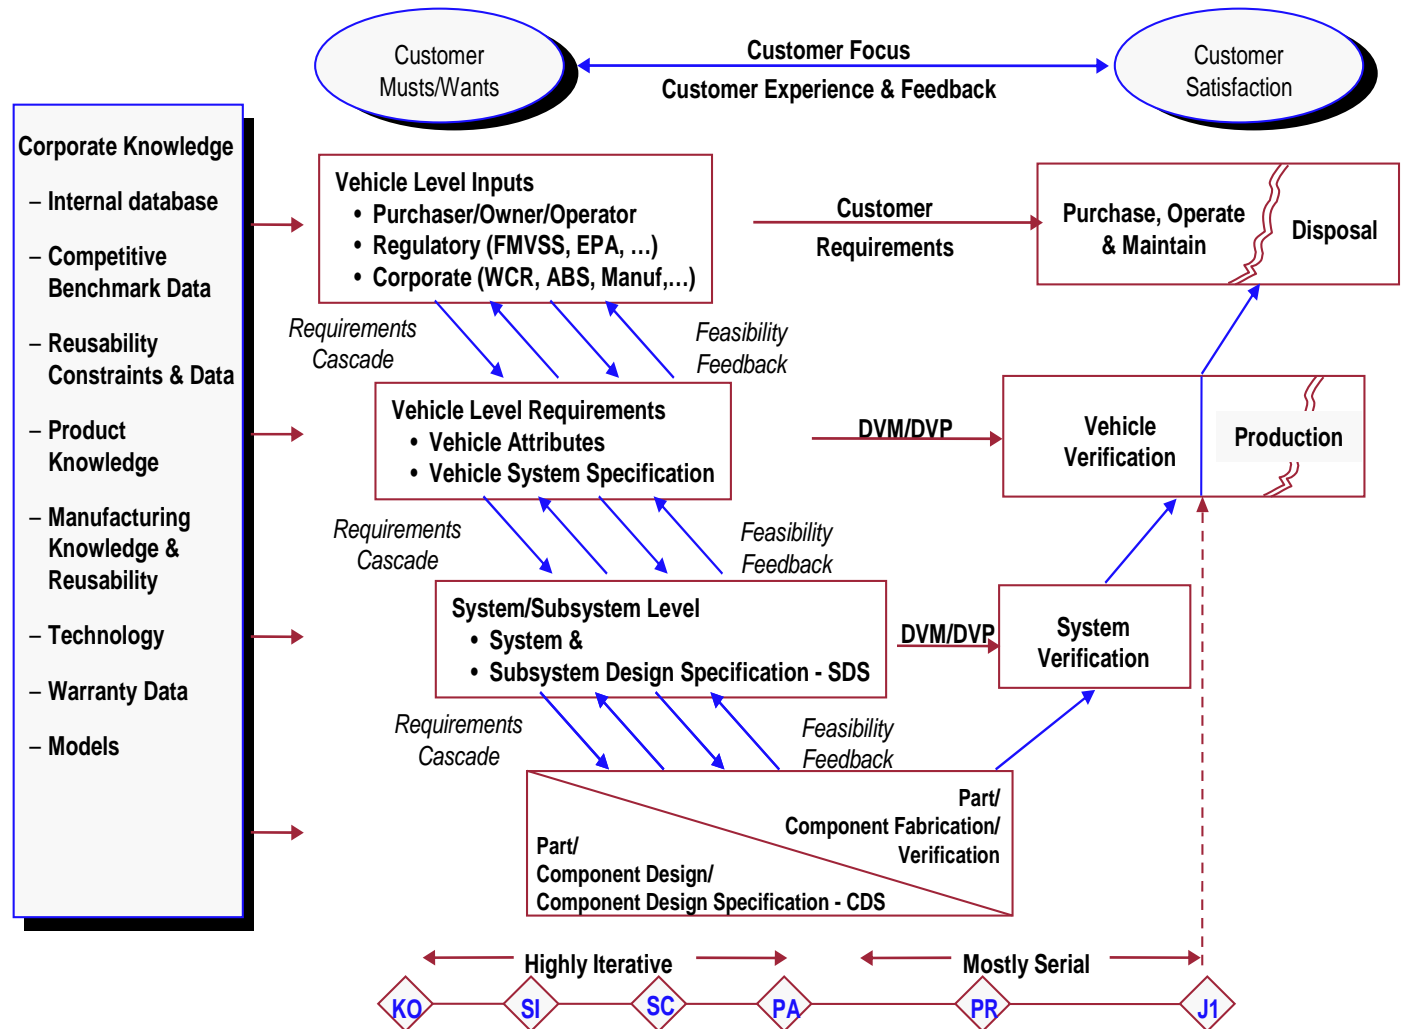 Customer
Musts/Wants
Customer Focus
Customer Experience & Feedback
Customer
Satisfaction
Corporate Knowledge
– Internal database
– Competitive
Benchmark Data
– Reusability
Constraints & Data
– Product
Knowledge
– Manufacturing
Knowledge &
Reusability
– Technology
– Warranty Data
– Models
Vehicle Level Inputs
• Purchaser/Owner/Operator
• Regulatory (FMVSS, EPA, …)
• Corporate (WCR, ABS, Manuf,…)
Customer
Requirements
Purchase, Operate
& Maintain
Disposal
Requirements
Cascade
Feasibility
Feedback
Vehicle Level Requirements
• Vehicle Attributes
• Vehicle System Specification
DVM/DVP
Vehicle
Verification
Production
Requirements
Cascade
Feasibility
Feedback
System/Subsystem Level
• System &
• Subsystem Design Specification - SDS
DVM/DVP
System
Verification
Requirements
Cascade
Feasibility
Feedback
Part/
Component Fabrication/
Verification
Part/
Component Design/
Component Design Specification - CDS
Highly Iterative
Mostly Serial
KO
SI
SC
PA
PR
J1